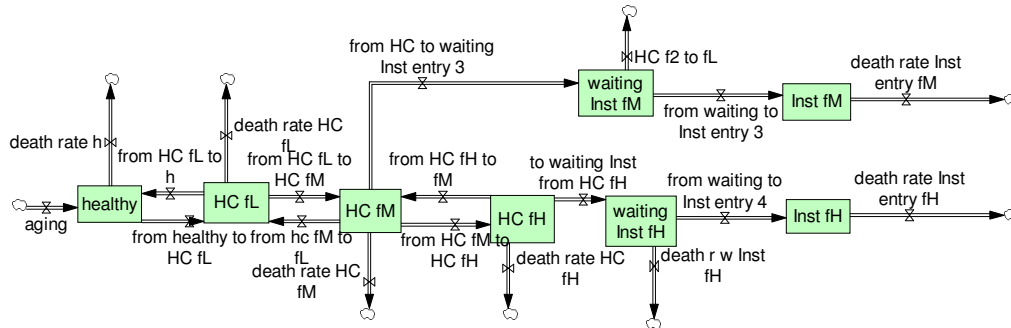 from HC to waiting
Inst entry 3
HC f2 to fL
waiting
Inst fM
from waiting to
Inst entry 3
Inst fM
death rate Inst
entry fM
death rate h
death rate HC
fL
from HC fL to
h
from HC fL to
HC fM
from HC fH to
fM
to waiting Inst
from HC fH
from waiting to
Inst entry 4
death rate Inst
entry fH
aging
healthy
HC fL
HC fM
HC fH
waiting
Inst fH
Inst fH
from healthy to
HC fL
from hc fM to
fL
from HC fM to
HC fH
death rate HC
fM
death rate HC
fH
death r w Inst
fH